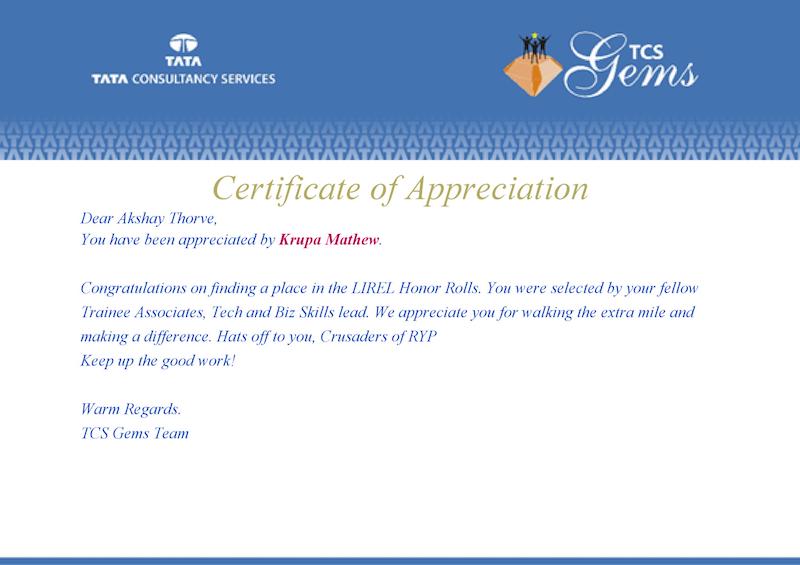 TATA
TATA CONSULTANCY SERVICES
TCS
Gems
Certificate of Appreciation
Dear Akshay Thorve,
You have been appreciated by Krupa Mathew.
Congratulations on finding a place in the LIREL Honor Rolls. You were selected by your fellow
Trainee Associates, Tech and Biz Skills lead. We appreciate you for walking the extra mile and
making a difference. Hats off to you, Crusaders of RYP
Keep up the good work!
Warm Regards.
TCS Gems Team